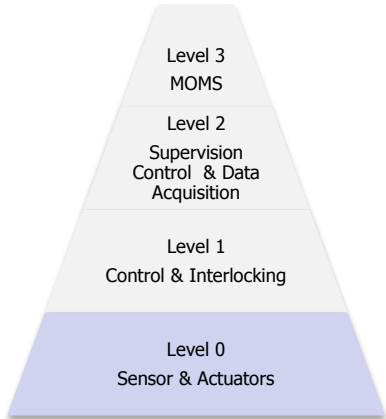 Level 3
MOMS
Level 2
Supervision
Control & Data
Acquisition
Level 1
Control & Interlocking
Level 0
Sensor & Actuators